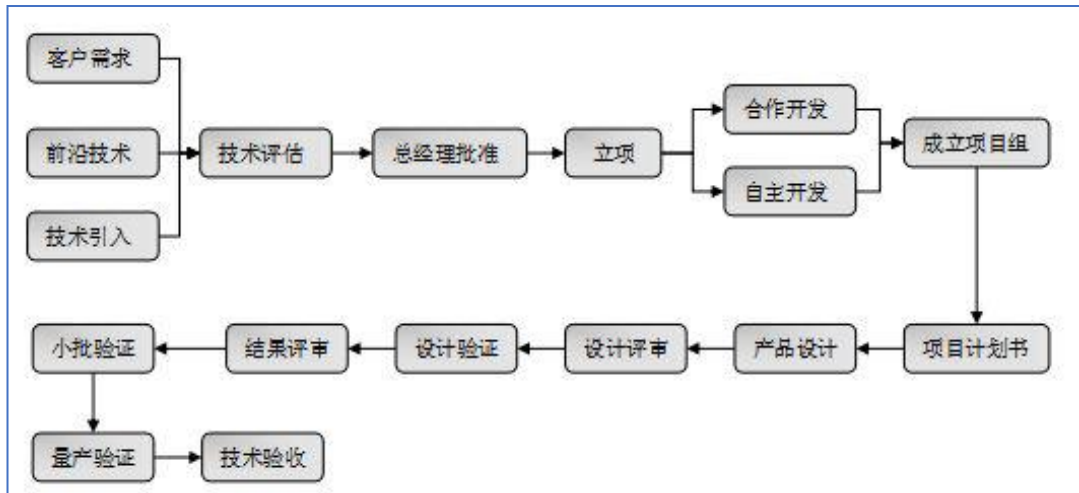 客户需求
前沿技术
技术引入
技术评估
总经理批准
立项
合作开发
自主开发
成立项目组
项目计划书
产品设计
设计评审
设计验证
结果评审
小批验证
量产验证
技术验收